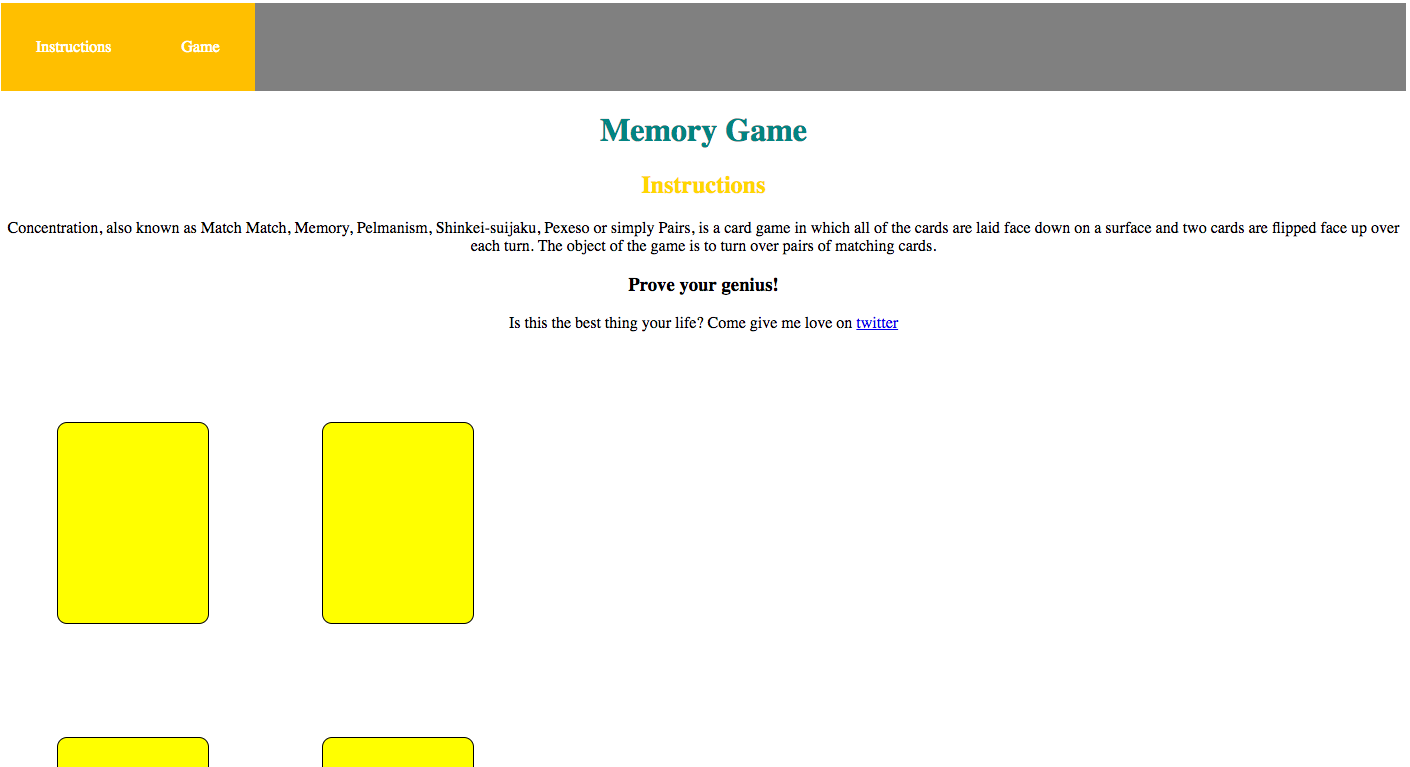 Instructions Game
Memory Game
Instructions
Concentration, also known as Match Match, Memory, Pelmanism, Shinkei-suijaku, Pexeso or simply Pairs, is a card game in which all of the cards are laid face down on a surface and two cards are flipped face up over
each turn. The object of the game is to turn over pairs of matching cards.
Prove your genius!
Is this the best thing your life? Come give me love on twitter